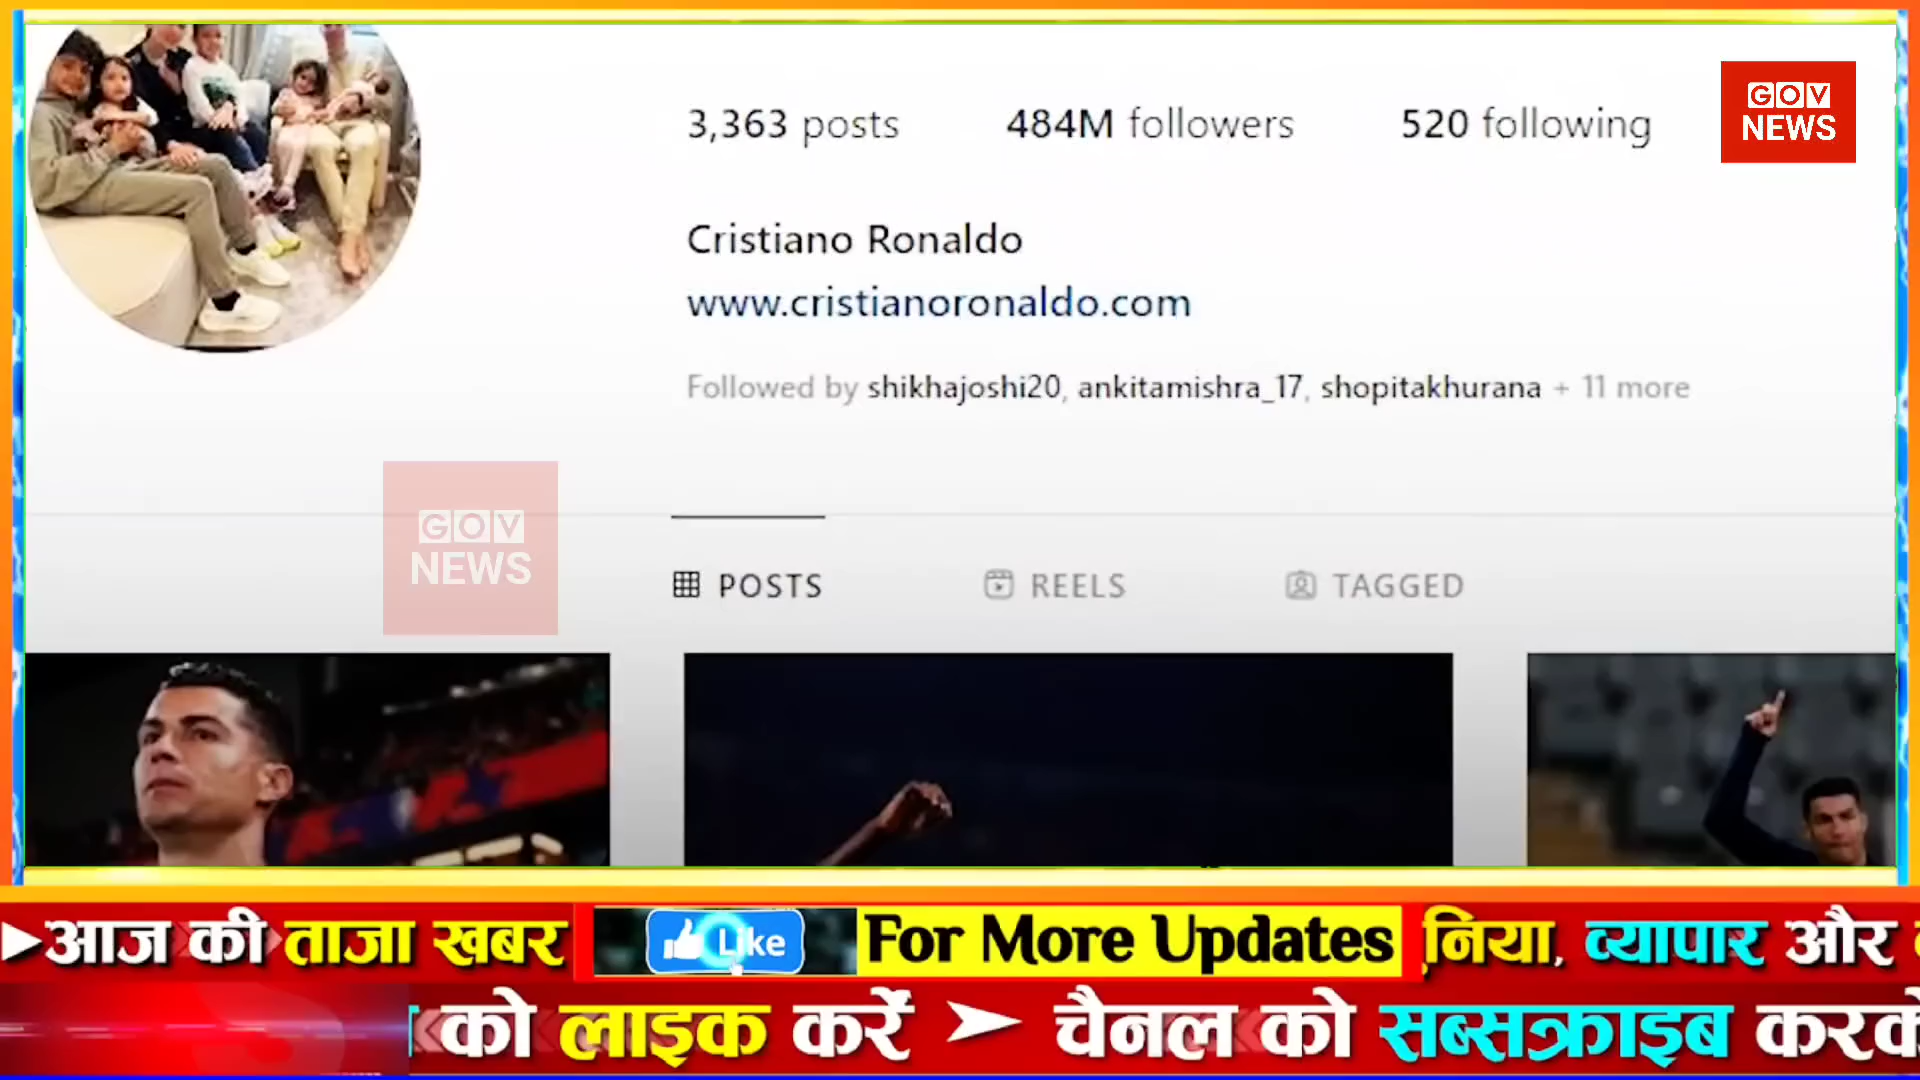 3,363 posts 484M followers 520 following
GOV
NEWS
Cristiano Ronaldo
www.cristianoronaldo.com
Followed by shikhajoshi20, ankitamishra_17, shopitakhurana + 11 more
GOV
NEWS
POSTS REELS TAGGED
आज की ताजा खबर Like For More Updates व्यापार और
को लाइक करें ➤ चैनल को सब्सक्राइब करके